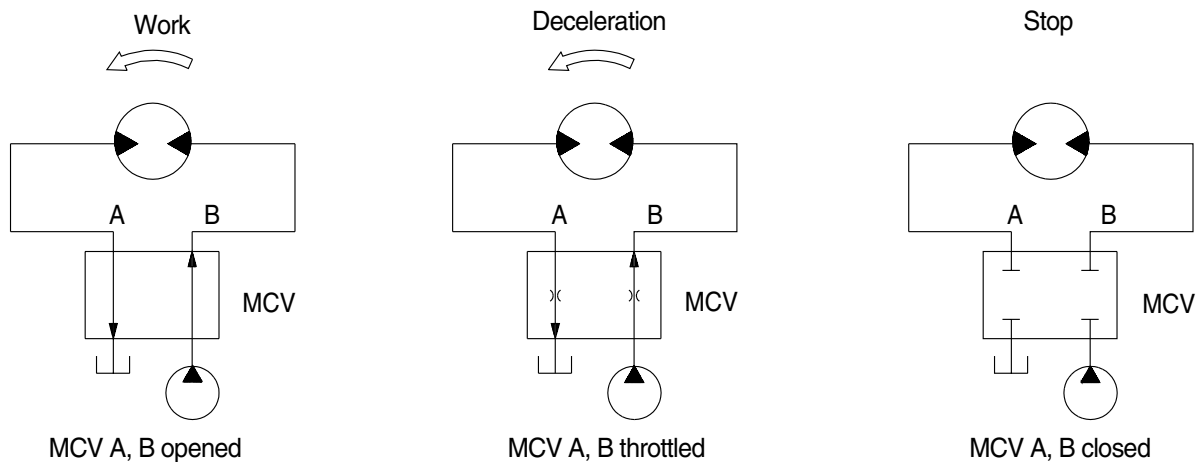 Work
Deceleration
Stop
A
B
MCV
A
B
MCV
A
B
MCV
MCV A, B opened
MCV A, B throttled
MCV A, B closed